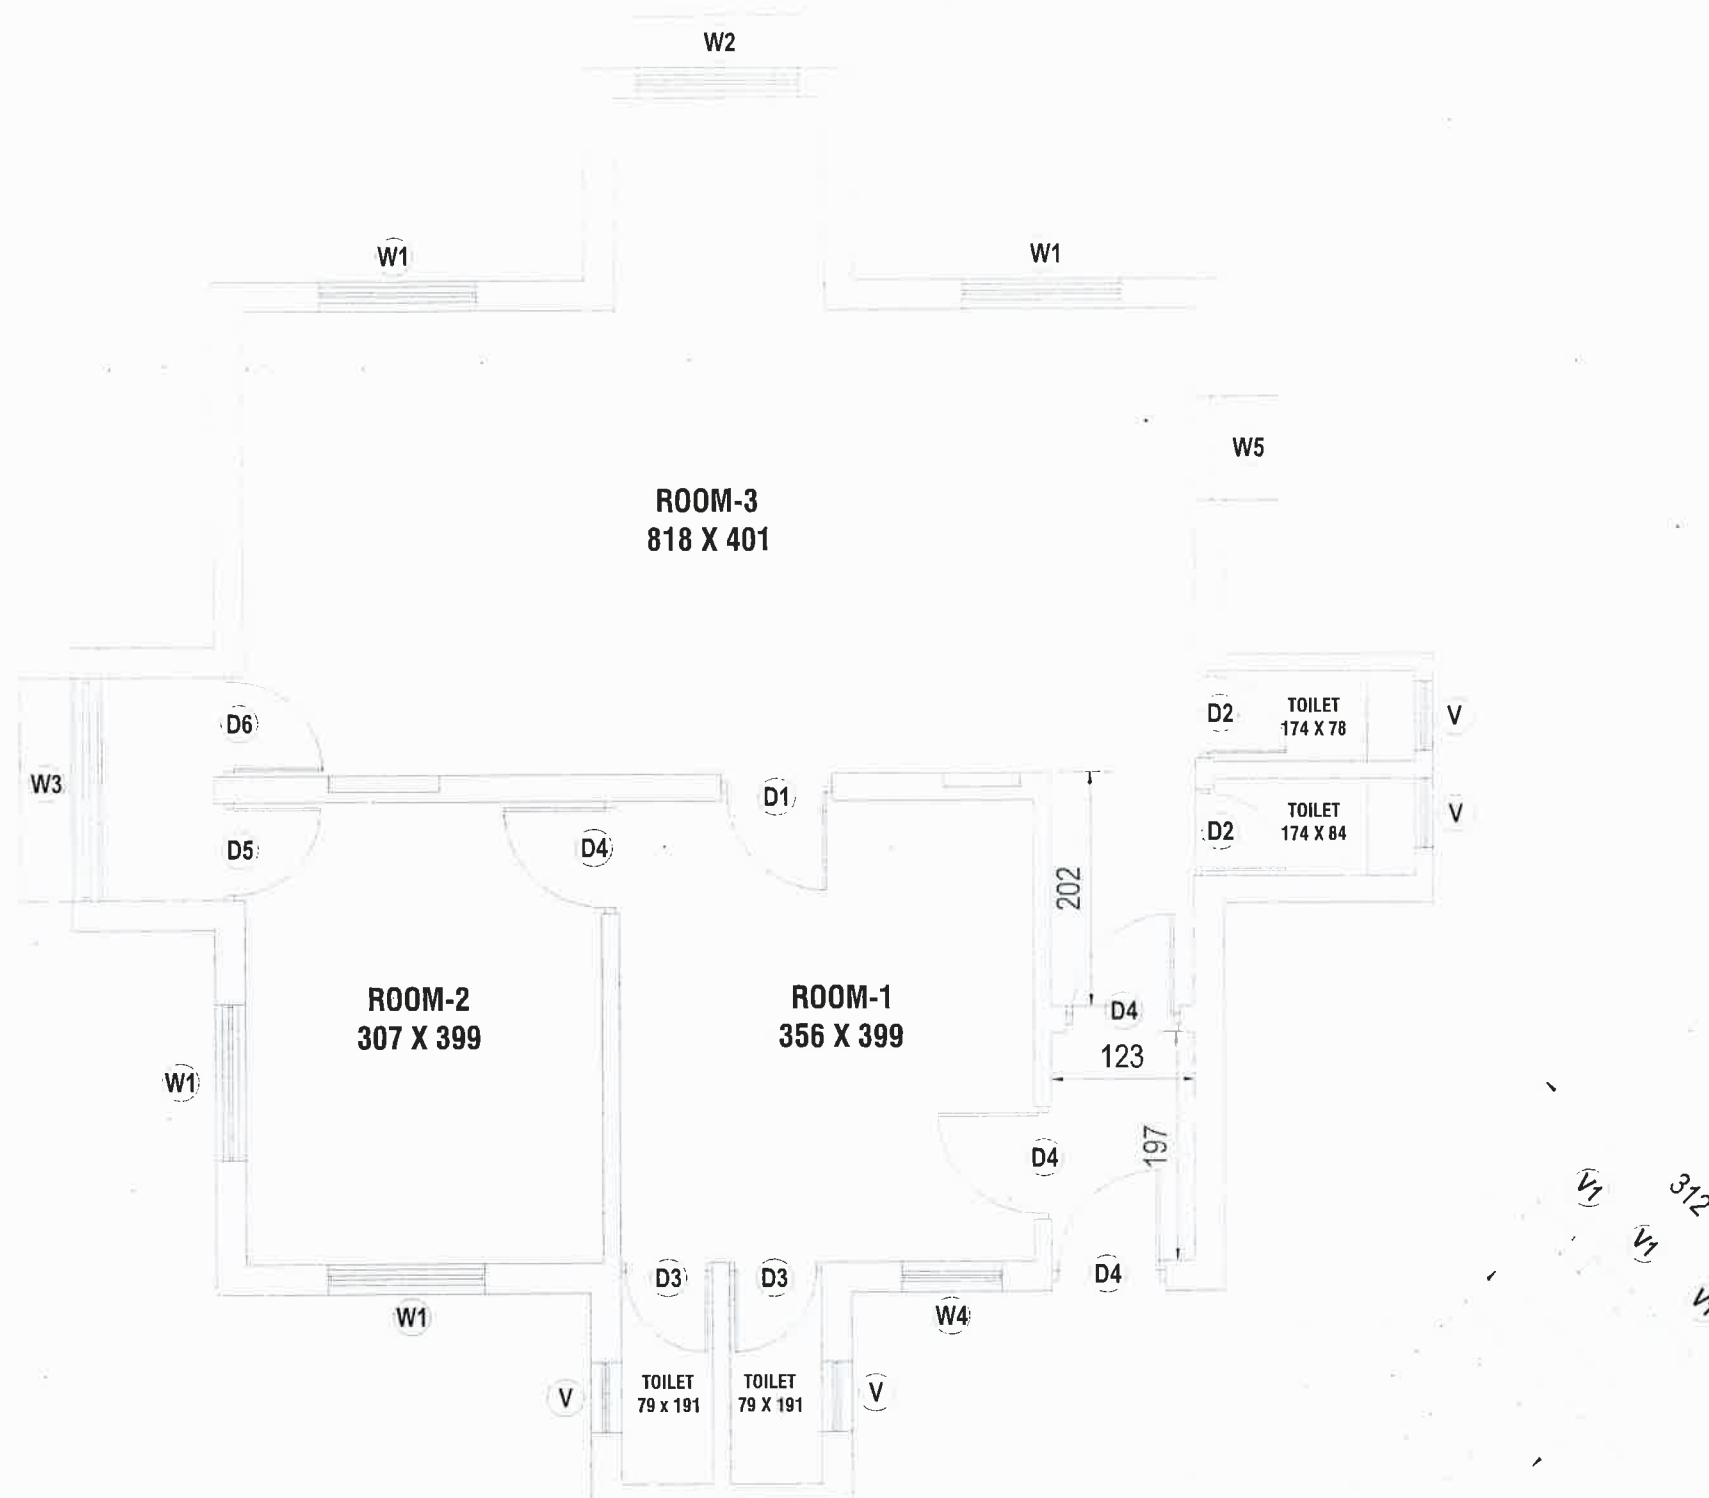 W2
W1
W1
W5
ROOM-3
818 X 401
D6
D2
TOILET
174 X 78
V
W3
D1
D5
D4
D2
TOILET
174 X 84
V
202
ROOM-2
307 X 399
ROOM-1
356 X 399
D4
123
W1
D4
197
V1
312
V1
D3
D3
D4
W1
W4
V
TOILET
79 x 191
TOILET
79 X 191
V